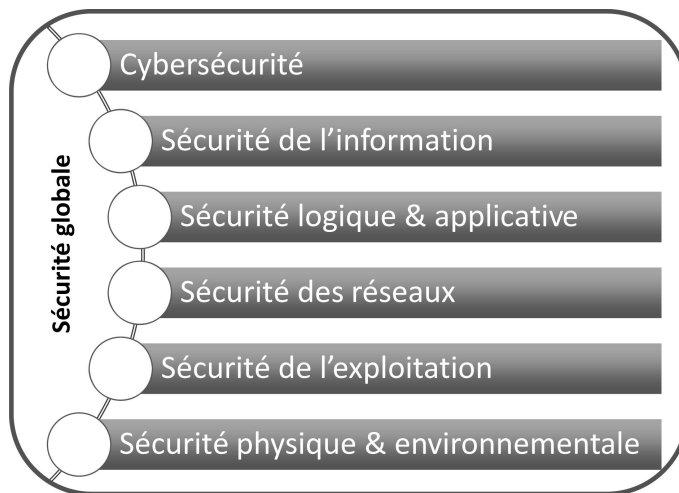 Sécurité globale
Cybersécurité
Sécurité de l’information
Sécurité logique & applicative
Sécurité des réseaux
Sécurité de l’exploitation
Sécurité physique & environnementale